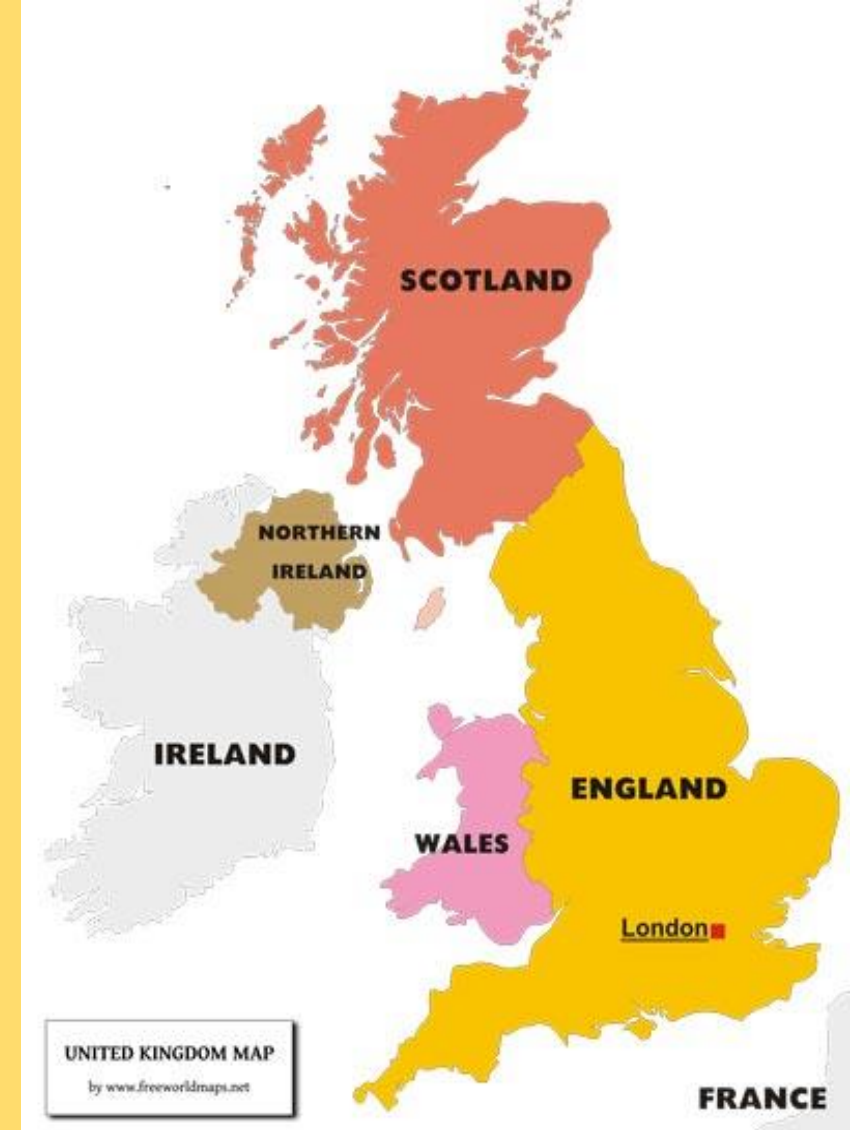 SCOTLAND
NORTHERN
IRELAND
IRELAND
ENGLAND
WALES
London
UNITED KINGDOM MAP
by www.freeworldmaps.net
FRANCE